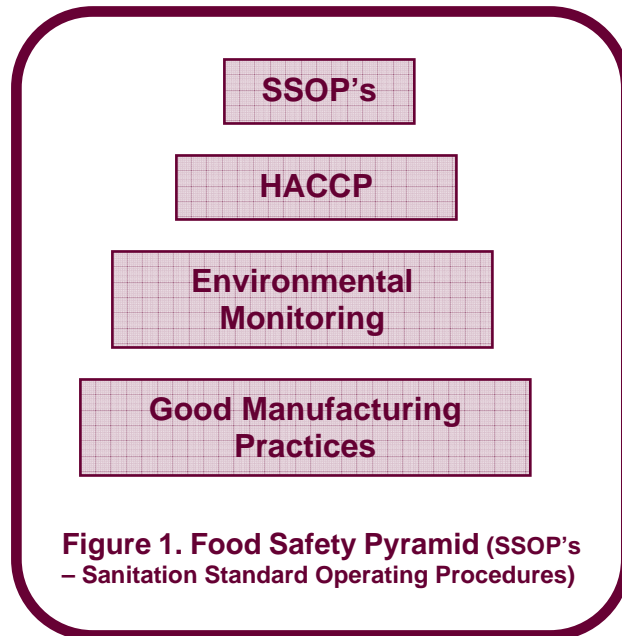 SSOP's
HACCP
Environmental
Monitoring
Good Manufacturing
Practices
Figure 1. Food Safety Pyramid (SSOP's
– Sanitation Standard Operating Procedures)